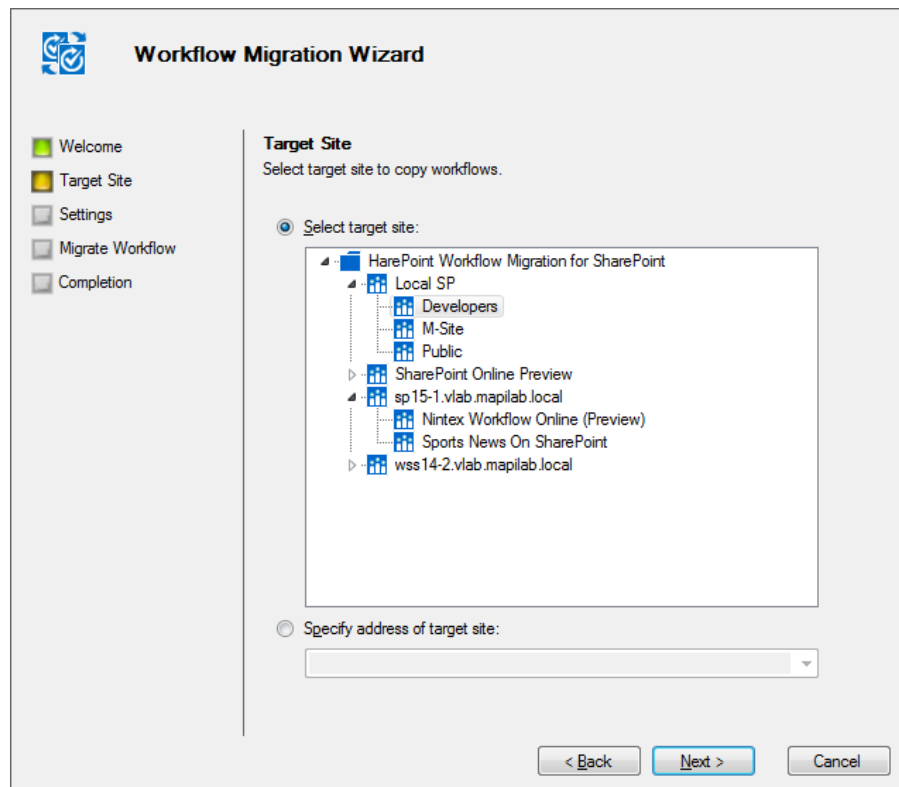 Workflow Migration Wizard
Welcome
Target Site
Settings
Migrate Workflow
Completion
Target Site
Select target site to copy workflows.
Select target site:
HarePoint Workflow Migration for SharePoint
Local SP
Developers
M-Site
Public
SharePoint Online Preview
sp15-1.vlab.mapilab.local
Nintex Workflow Online (Preview)
Sports News On SharePoint
wss14-2.vlab.mapilab.local
Specify address of target site:
< Back Next > Cancel